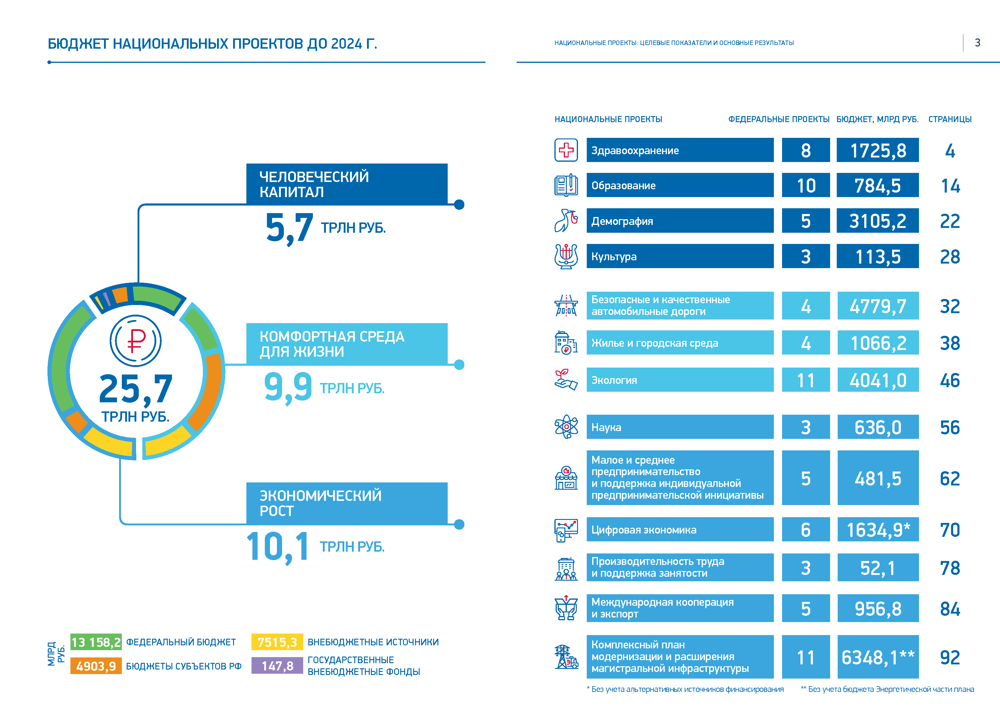 БЮДЖЕТ НАЦИОНАЛЬНЫХ ПРОЕКТОВ ДО 2024 Г.
ЧЕЛОВЕЧЕСКИЙ
КАПИТАЛ
5,7 ТРЛН РУБ.
КОМФОРТНАЯ СРЕДА
ДЛЯ ЖИЗНИ
9,9 ТРЛН РУБ.
25,7
ТРЛН РУБ.
ЭКОНОМИЧЕСКИЙ
РОСТ
10,1 ТРЛН РУБ.
МЛРД
РУБ.
13 158,2 ФЕДЕРАЛЬНЫЙ БЮДЖЕТ
4903,9 БЮДЖЕТЫ СУБЪЕКТОВ РФ
7515,3 ВНЕБЮДЖЕТНЫЕ ИСТОЧНИКИ
147,8 ГОСУДАРСТВЕННЫЕ
ВНЕБЮДЖЕТНЫЕ ФОНДЫ
НАЦИОНАЛЬНЫЕ ПРОЕКТЫ: ЦЕЛЕВЫЕ ПОКАЗАТЕЛИ И ОСНОВНЫЕ РЕЗУЛЬТАТЫ 3
НАЦИОНАЛЬНЫЕ ПРОЕКТЫ ФЕДЕРАЛЬНЫЕ ПРОЕКТЫ БЮДЖЕТ, МЛРД РУБ. СТРАНИЦЫ
Здравоохранение 8 1725,8 4
Образование 10 784,5 14
Демография 5 3105,2 22
Культура 3 113,5 28
Безопасные и качественные
автомобильные дороги 4 4779,7 32
Жилье и городская среда 4 1066,2 38
Экология 11 4041,0 46
Наука 3 636,0 56
Малое и среднее
предпринимательство
и поддержка индивидуальной
предпринимательской инициативы 5 481,5 62
Цифровая экономика 6 1634,9* 70
Производительность труда
и поддержка занятости 3 52,1 78
Международная кооперация
и экспорт 5 956,8 84
Комплексный план
модернизации и расширения
магистральной инфраструктуры 11 6348,1** 92
* Без учета альтернативных источников финансирования ** Без учета бюджета Энергетической части плана